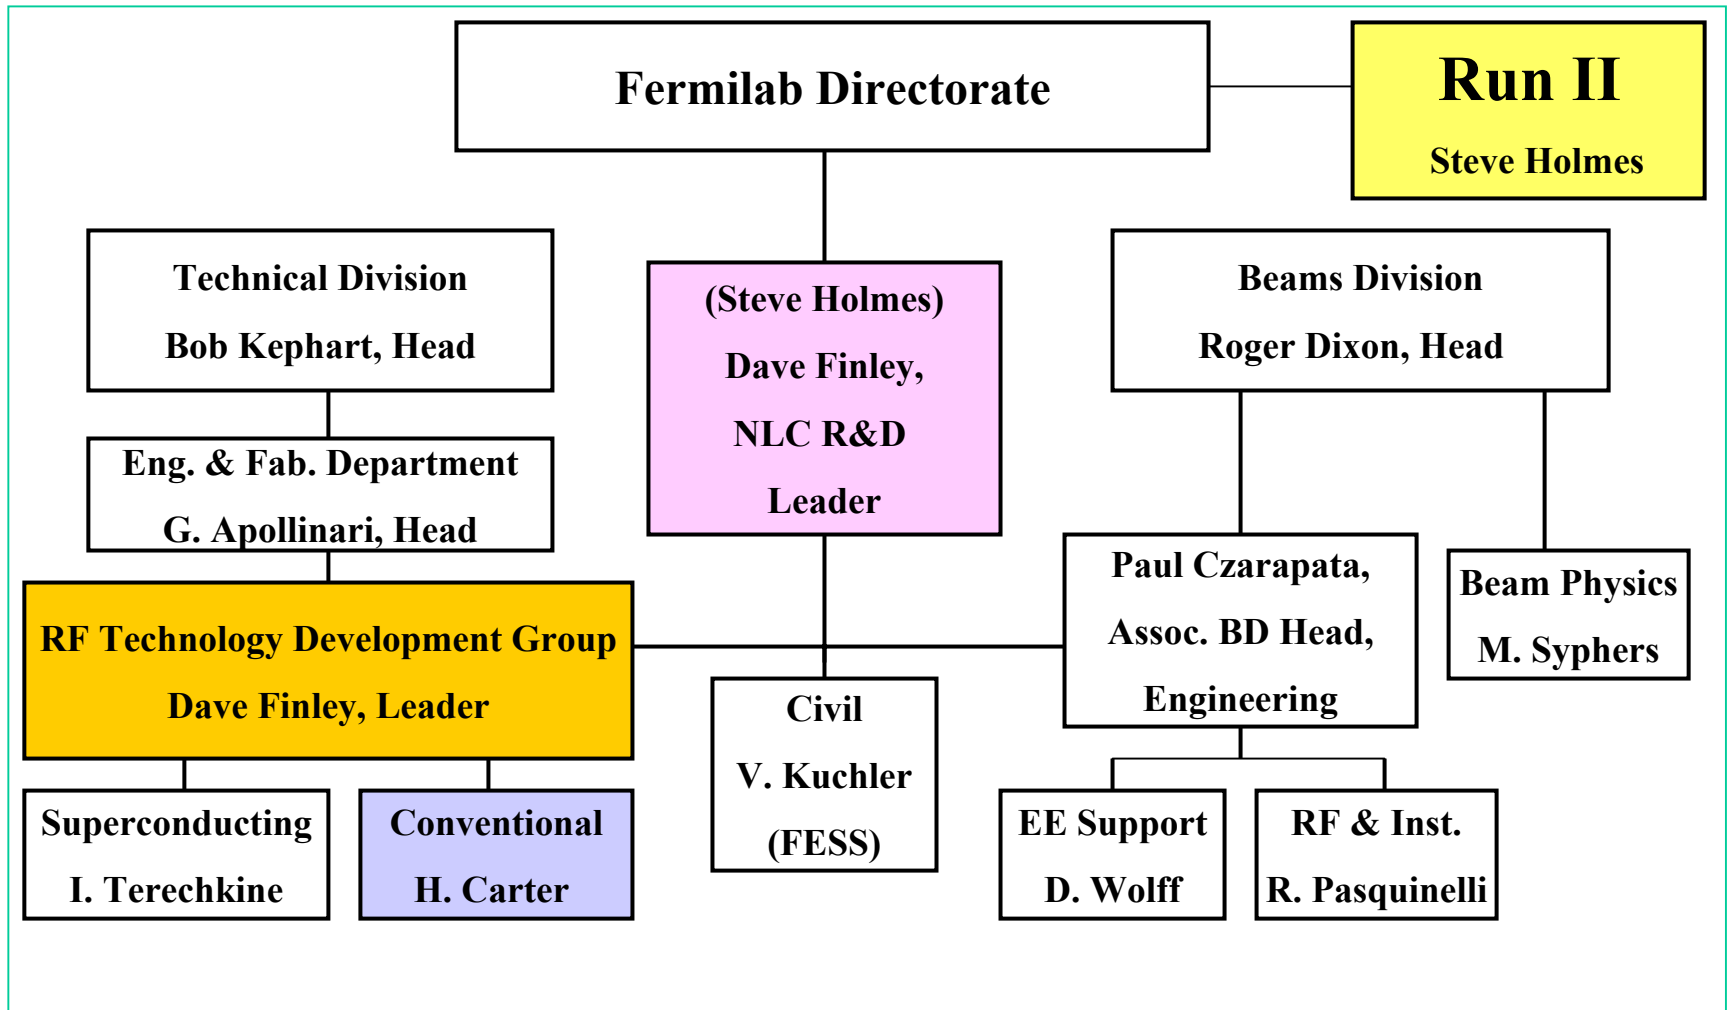 Fermilab Directorate
Run II
Steve Holmes
Technical Division
Bob Kephart, Head
(Steve Holmes)
Dave Finley,
NLC R&D
Leader
Beams Division
Roger Dixon, Head
Eng. & Fab. Department
G. Apollinari, Head
RF Technology Development Group
Dave Finley, Leader
Paul Czarapata,
Assoc. BD Head,
Engineering
Beam Physics
M. Syphers
Superconducting
I. Terechkine
Conventional
H. Carter
Civil
V. Kuchler
(FESS)
EE Support
D. Wolff
RF & Inst.
R. Pasquinelli